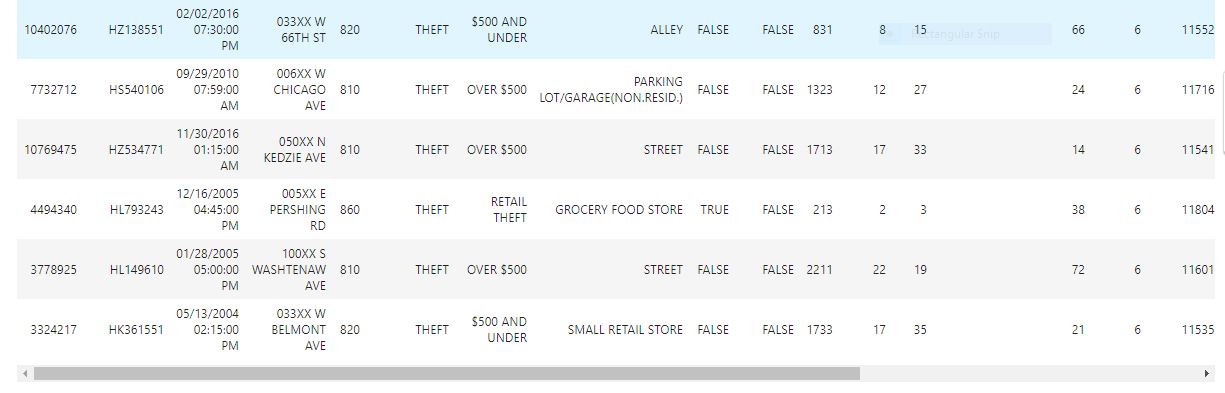 10402076 HZ138551 02/02/2016 07:30:00 PM 033XX W 66TH ST 820 THEFT $500 AND UNDER ALLEY FALSE FALSE 831 8 15 66 6 11552
Rectangular Snip
7732712 HS540106 09/29/2010 07:59:00 AM 006XX W CHICAGO AVE 810 THEFT OVER $500 PARKING LOT/GARAGE(NON.RESID.) FALSE FALSE 1323 12 27 24 6 11716
10769475 HZ534771 11/30/2016 01:15:00 AM 050XX N KEDZIE AVE 810 THEFT OVER $500 STREET FALSE FALSE 1713 17 33 14 6 11541
4494340 HL793243 12/16/2005 04:45:00 PM 005XX E PERSHING RD 860 THEFT RETAIL THEFT GROCERY FOOD STORE TRUE FALSE 213 2 3 38 6 11804
3778925 HL149610 01/28/2005 05:00:00 PM 100XX S WASHTENAW AVE 810 THEFT OVER $500 STREET FALSE FALSE 2211 22 19 72 6 11601
3324217 HK361551 05/13/2004 02:15:00 PM 033XX W BELMONT AVE 820 THEFT $500 AND UNDER SMALL RETAIL STORE FALSE FALSE 1733 17 35 21 6 11535